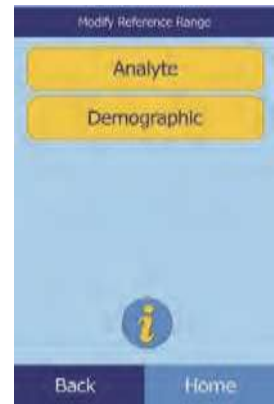 Modify Reference Range
Analyte
Demographic
i
Back
Home